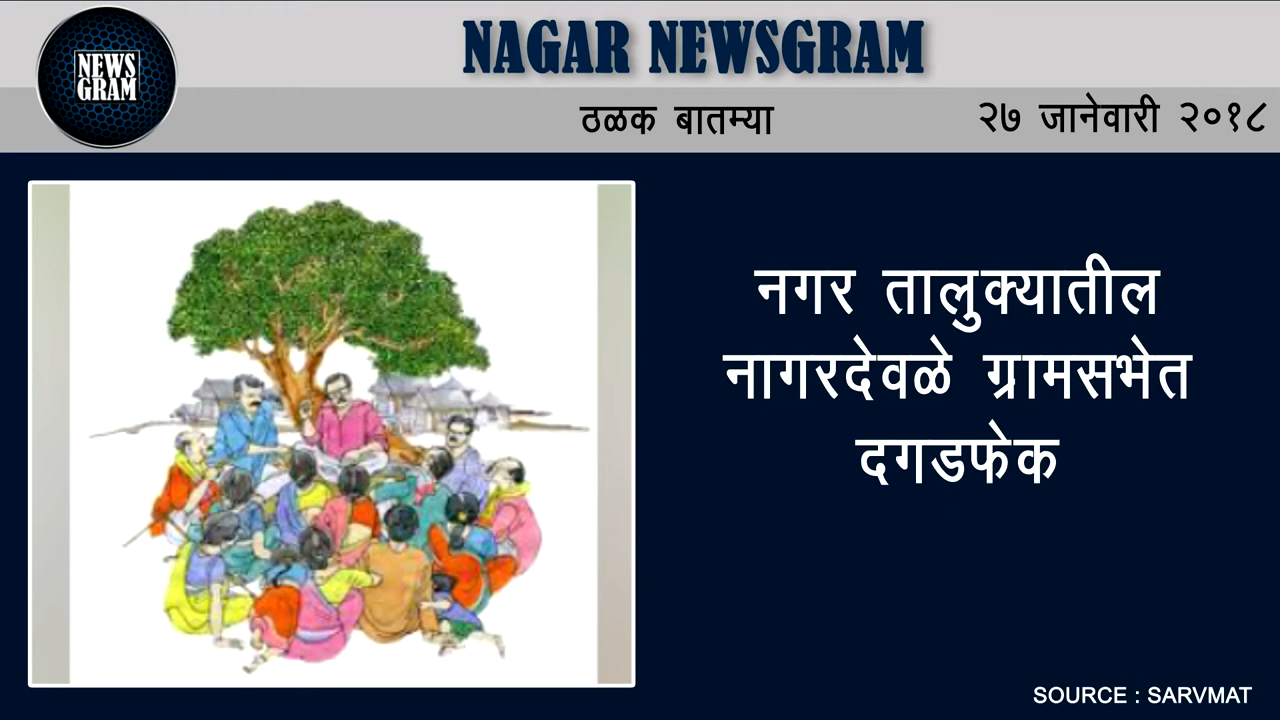 NEWS
GRAM
NAGAR NEWSGRAM
ठळक बातम्या
२७ जानेवारी २०१८
नगर तालुक्यातील
नागरदेवळे ग्रामसभेत
दगडफेक
SOURCE : SARVMAT